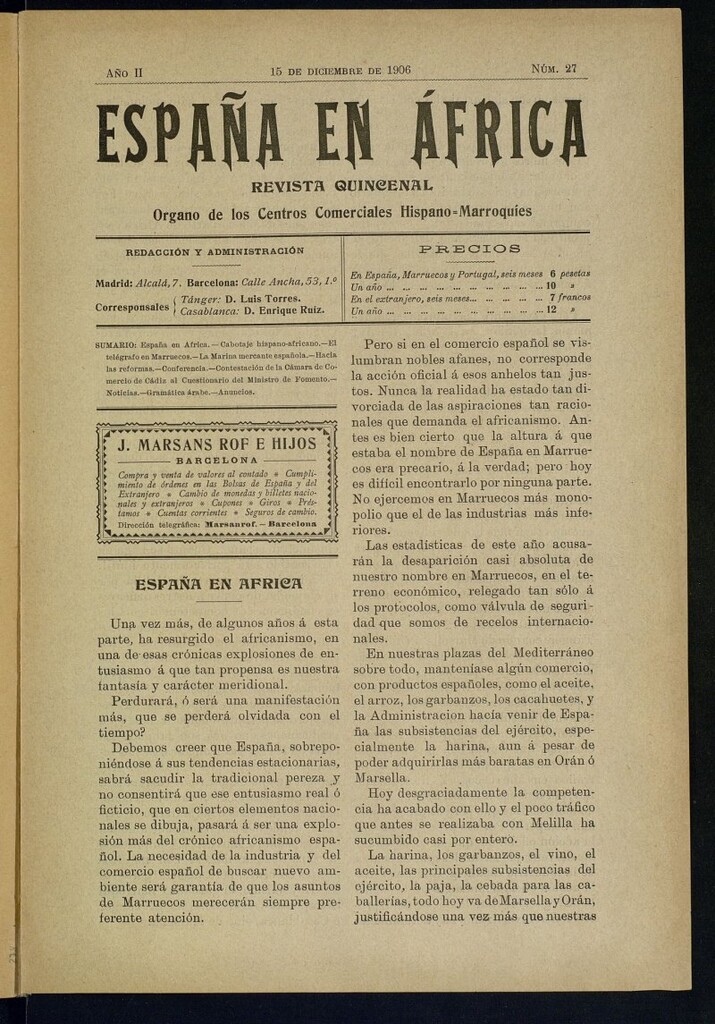 AÑO II 15 DE DICIEMBRE DE 1906 NÚM. 27
ESPAÑA EN ÁFRICA
REVISTA QUINCENAL
Organo de los Centros Comerciales Hispano=Marroquíes
REDACCIÓN Y ADMINISTRACIÓN
Madrid: Alcalá, 7. Barcelona: Calle Ancha, 53, 1.º
Corresponsales { Tánger: D. Luis Torres.
Casablanca: D. Enrique Ruiz.
PRECIOS
En España, Marruecos y Portugal, seis meses 6 pesetas
Un año ... ... ... ... ... ... ... ... ... 10 »
En el extranjero, seis meses... ... ... ... 7 francos
Un año ... ... ... ... ... ... ... ... ... 12 »
SUMARIO: España en Africa.—Cabotaje hispano-africano.—El
telégrafo en Marruecos.—La Marina mercante española.—Hacia
las reformas.—Conferencia.—Contestación de la Cámara de Co-
mercio de Cádiz al Cuestionario del Ministro de Fomento.—
Noticias.—Gramática árabe.—Anuncios.
J. MARSANS ROF E HIJOS
BARCELONA
Compra y venta de valores al contado * Cumpli-
miento de órdenes en las Bolsas de España y del
Extranjero * Cambio de monedas y billetes nacio-
nales y extranjeros * Cupones * Giros * Prés-
tamos * Cuentas corrientes * Seguros de cambio.
Dirección telegráfica: Marsanrof. — Barcelona
ESPAÑA EN AFRICA
Una vez más, de algunos años á esta
parte, ha resurgido el africanismo, en
una de esas crónicas explosiones de en-
tusiasmo á que tan propensa es nuestra
fantasía y carácter meridional.
Perdurará, ó será una manifestación
más, que se perderá olvidada con el
tiempo?
Debemos creer que España, sobrepo-
niéndose á sus tendencias estacionarias,
sabrá sacudir la tradicional pereza y
no consentirá que ese entusiasmo real ó
ficticio, que en ciertos elementos nacio-
nales se dibuja, pasará á ser una explo-
sión más del crónico africanismo espa-
ñol. La necesidad de la industria y del
comercio español de buscar nuevo am-
biente será garantía de que los asuntos
de Marruecos merecerán siempre pre-
ferente atención.
Pero si en el comercio español se vis-
lumbran nobles afanes, no corresponde
la acción oficial á esos anhelos tan jus-
tos. Nunca la realidad ha estado tan di-
vorciada de las aspiraciones tan racio-
nales que demanda el africanismo. An-
tes es bien cierto que la altura á que
estaba el nombre de España en Marrue-
cos era precario, á la verdad; pero hoy
es difícil encontrarlo por ninguna parte.
No ejercemos en Marruecos más mono-
polio que el de las industrias más infe-
riores.
Las estadísticas de este año acusa-
rán la desaparición casi absoluta de
nuestro nombre en Marruecos, en el te-
rreno económico, relegado tan sólo á
los protocolos, como válvula de seguri-
dad que somos de recelos internacio-
nales.
En nuestras plazas del Mediterráneo
sobre todo, manteníase algún comercio,
con productos españoles, como el aceite,
el arroz, los garbanzos, los cacahuetes, y
la Administracion hacía venir de Espa-
ña las subsistencias del ejército, espe-
cialmente la harina, aun á pesar de
poder adquirirlas más baratas en Orán ó
Marsella.
Hoy desgraciadamente la competen-
cia ha acabado con ello y el poco tráfico
que antes se realizaba con Melilla ha
sucumbido casi por entero.
La harina, los garbanzos, el vino, el
aceite, las principales subsistencias del
ejército, la paja, la cebada para las ca-
ballerías, todo hoy va de Marsella y Orán,
justificándose una vez más que nuestras